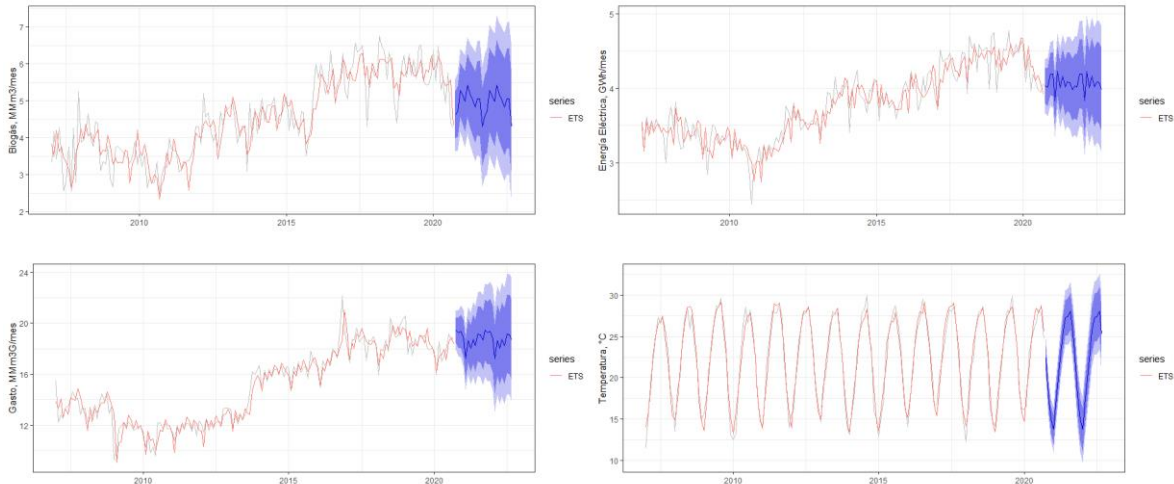 7
6
5
4
3
2
Biogás, MMm3/mes
2010
2015
2020
series
ETS
5
4
3
Energía Eléctrica, GWh/mes
2010
2015
2020
series
ETS
24
20
16
12
Gasto, MMm3G/mes
2010
2015
2020
series
ETS
30
25
20
15
10
Temperatura, °C
2010
2015
2020
series
ETS